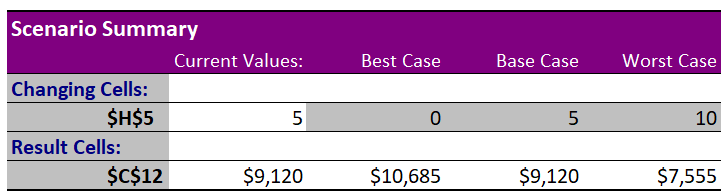 Scenario Summary
Current Values: Best Case Base Case Worst Case
Changing Cells:
$H$5 5 0 5 10
Result Cells:
$C$12 $9,120 $10,685 $9,120 $7,555